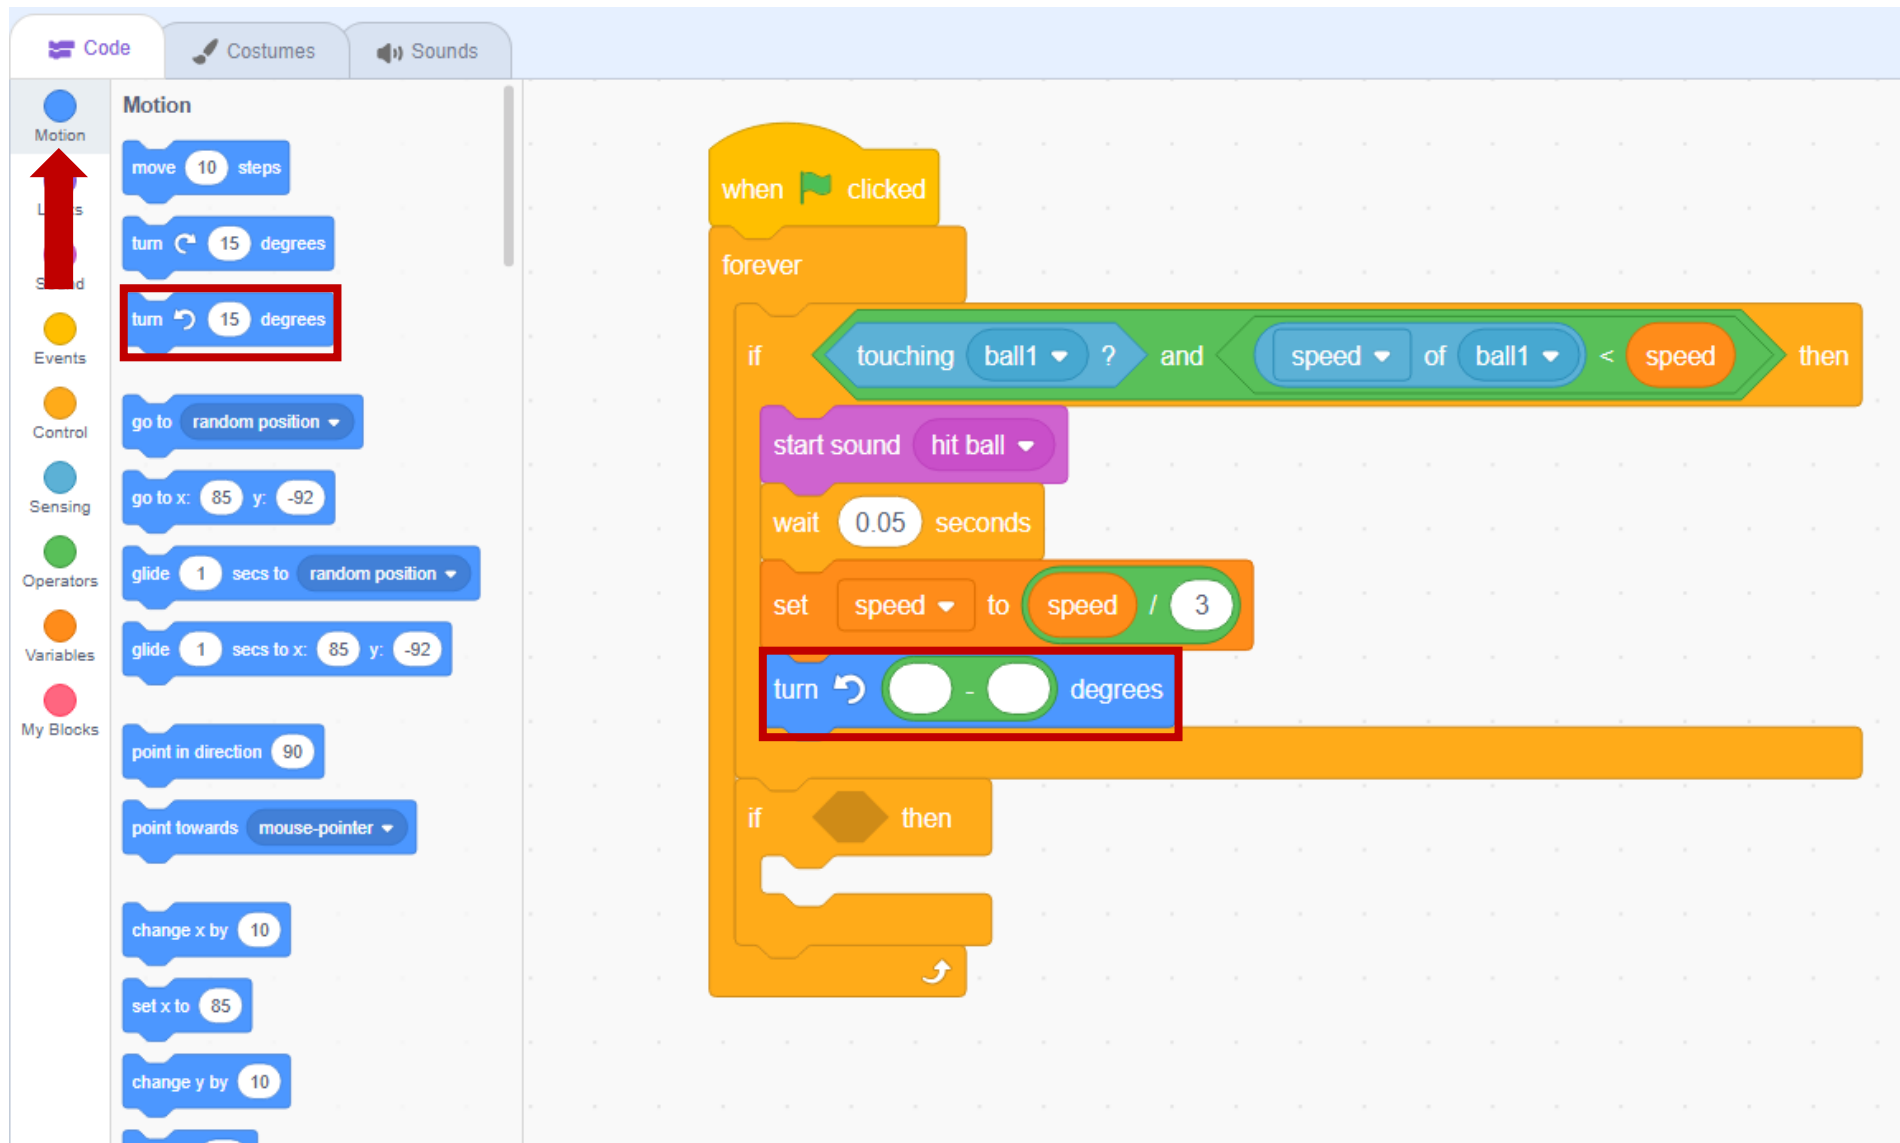 Code
Costumes
Sounds
Motion
Events
Control
Sensing
Operators
Variables
My Blocks
Motion
move 10 steps
turn 15 degrees
turn 15 degrees
go to random position
go to x: 85 y: -92
glide 1 secs to random position
glide 1 secs to x: 85 y: -92
point in direction 90
point towards mouse-pointer
change x by 10
set x to 85
change y by 10
when clicked
forever
if touching ball1 ? and speed of ball1 < speed then
start sound hit ball
wait 0.05 seconds
set speed to speed / 3
turn - degrees
if then